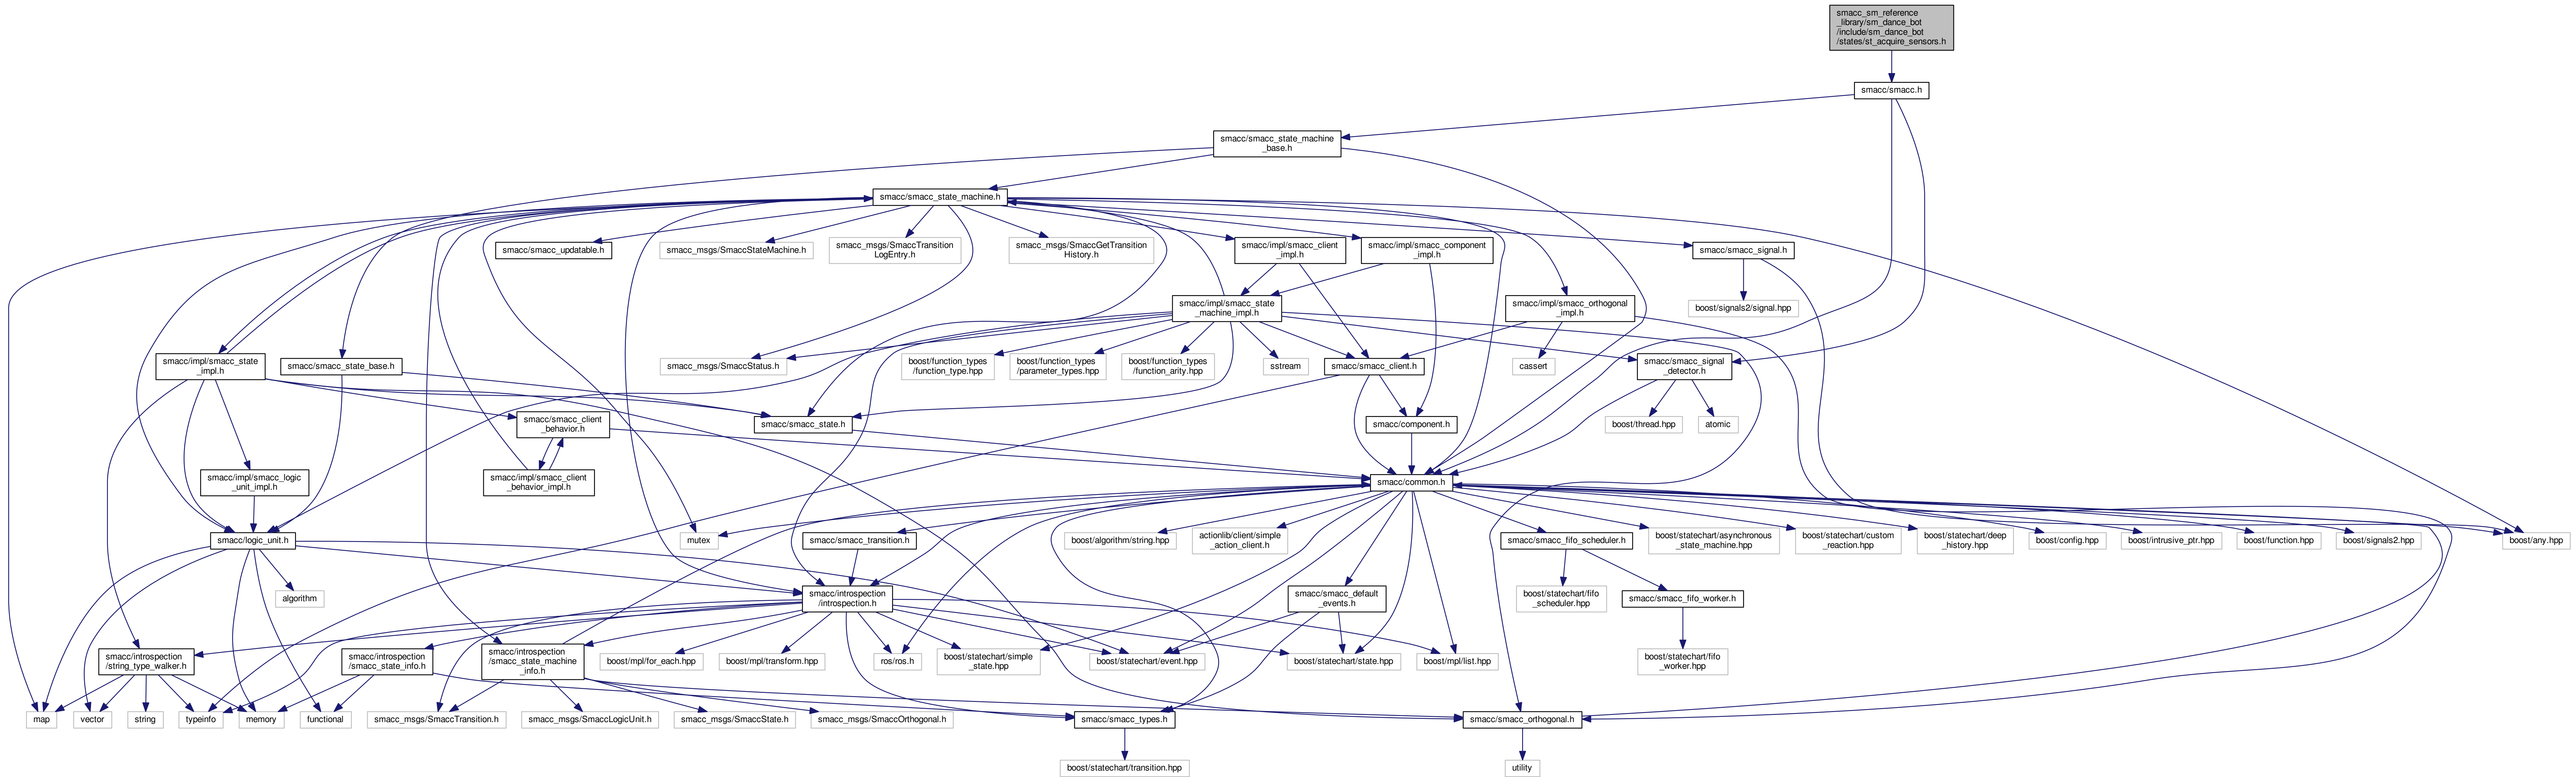 smacc_sm_reference
_library/sm_dance_bot
/include/sm_dance_bot
/states/st_acquire_sensors.h
smacc/smacc.h
smacc/smacc_state_machine
_base.h
smacc/smacc_state_machine.h
smacc/smacc_updatable.h
smacc_msgs/SmaccStateMachine.h
smacc_msgs/SmaccTransition
LogEntry.h
smacc_msgs/SmaccGetTransition
History.h
smacc/impl/smacc_client
_impl.h
smacc/impl/smacc_component
_impl.h
smacc/smacc_signal.h
smacc/impl/smacc_state
_machine_impl.h
smacc/impl/smacc_orthogonal
_impl.h
boost/signals2/signal.hpp
smacc/impl/smacc_state
_impl.h
smacc/smacc_state_base.h
smacc_msgs/SmaccStatus.h
boost/function_types
/function_type.hpp
boost/function_types
/parameter_types.hpp
boost/function_types
/function_arity.hpp
sstream
smacc/smacc_client.h
cassert
smacc/smacc_signal
_detector.h
smacc/smacc_client
_behavior.h
smacc/smacc_state.h
smacc/component.h
boost/thread.hpp
atomic
smacc/impl/smacc_logic
_unit_impl.h
smacc/impl/smacc_client
_behavior_impl.h
smacc/common.h
smacc/logic_unit.h
mutex
smacc/smacc_transition.h
boost/algorithm/string.hpp
actionlib/client/simple
_action_client.h
smacc/smacc_fifo_scheduler.h
boost/statechart/asynchronous
_state_machine.hpp
boost/statechart/custom
_reaction.hpp
boost/statechart/deep
_history.hpp
boost/config.hpp
boost/intrusive_ptr.hpp
boost/function.hpp
boost/signals2.hpp
boost/any.hpp
algorithm
smacc/introspection
/introspection.h
smacc/smacc_default
_events.h
boost/statechart/fifo
_scheduler.hpp
smacc/smacc_fifo_worker.h
smacc/introspection
/string_type_walker.h
smacc/introspection
/smacc_state_info.h
smacc/introspection
/smacc_state_machine
_info.h
boost/mpl/for_each.hpp
boost/mpl/transform.hpp
ros/ros.h
boost/statechart/simple
_state.hpp
boost/statechart/event.hpp
boost/statechart/state.hpp
boost/mpl/list.hpp
boost/statechart/fifo
_worker.hpp
map
vector
string
typeinfo
memory
functional
smacc_msgs/SmaccTransition.h
smacc_msgs/SmaccLogicUnit.h
smacc_msgs/SmaccState.h
smacc_msgs/SmaccOrthogonal.h
smacc/smacc_types.h
smacc/smacc_orthogonal.h
boost/statechart/transition.hpp
utility